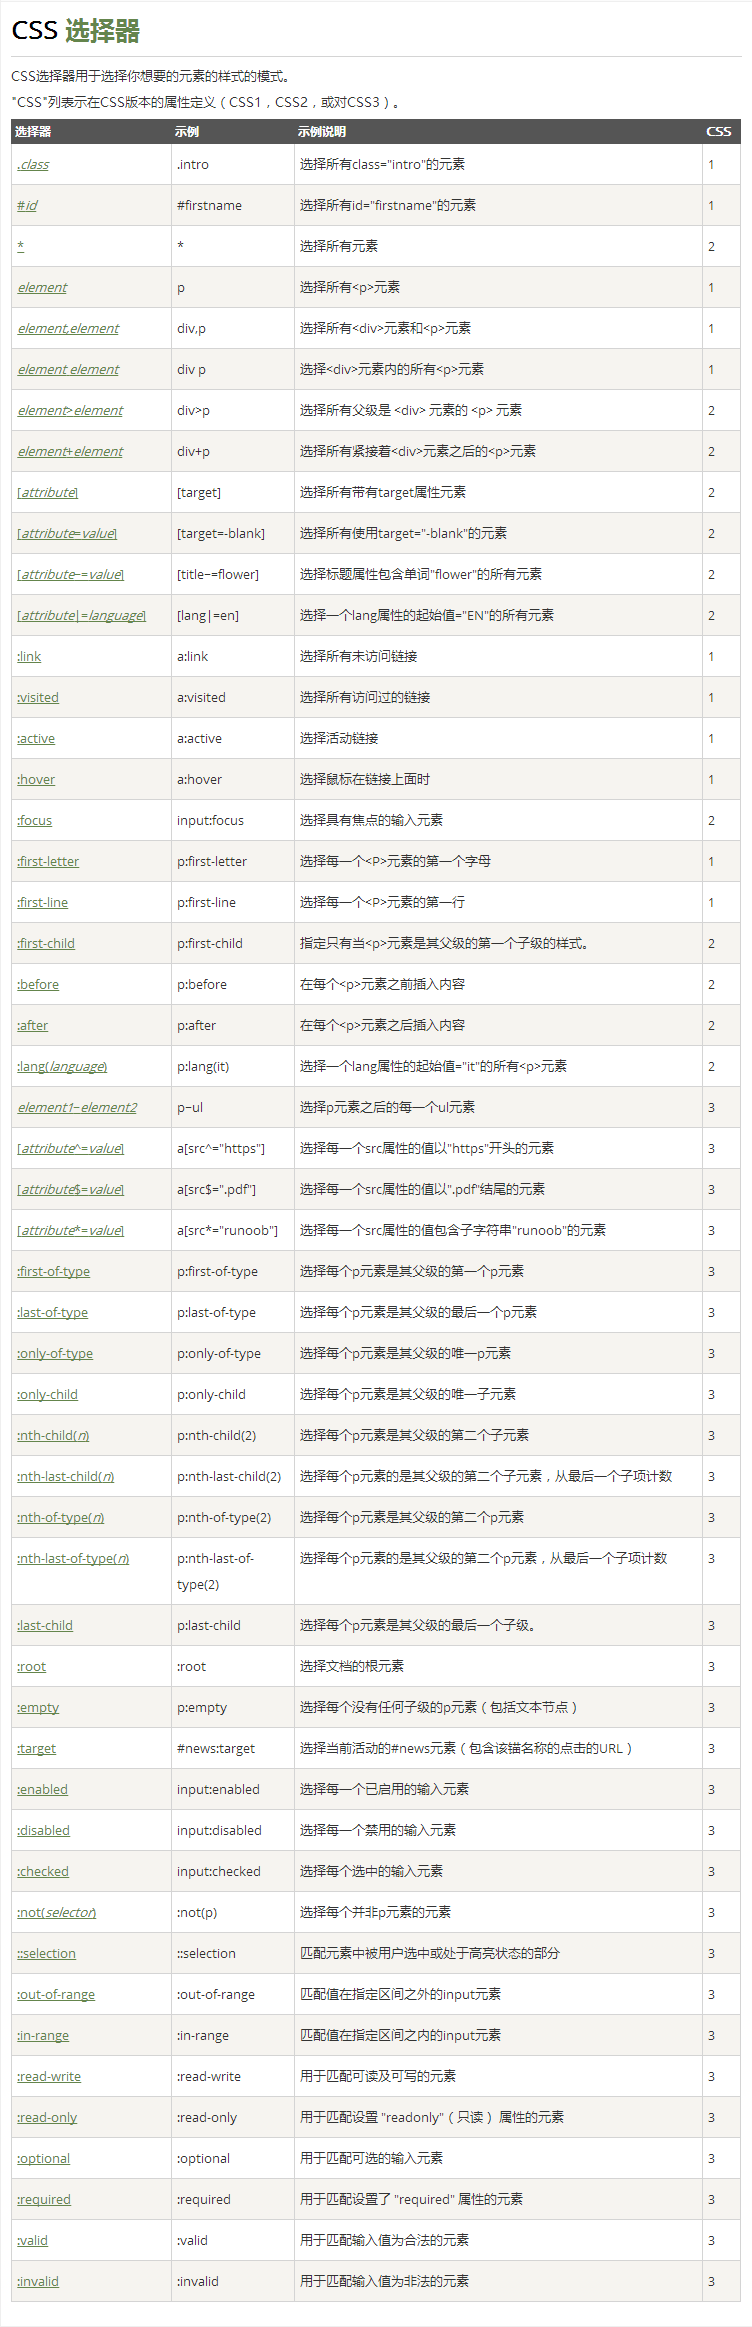 CSS 选择器
CSS选择器用于选择你想要的元素的样式的模式。
"CSS"列表示在CSS版本的属性定义（CSS1，CSS2，或对CSS3）。
选择器 示例 示例说明 CSS
.class .intro 选择所有class="intro"的元素 1
#id #firstname 选择所有id="firstname"的元素 1
* * 选择所有元素 2
element p 选择所有<p>元素 1
element,element div,p 选择所有<div>元素和<p>元素 1
element element div p 选择<div>元素内的所有<p>元素 1
element>element div>p 选择所有父级是 <div> 元素的 <p> 元素 2
element+element div+p 选择所有紧接着<div>元素之后的<p>元素 2
[attribute] [target] 选择所有带有target属性元素 2
[attribute=value] [target=-blank] 选择所有使用target="-blank"的元素 2
[attribute~=value] [title~=flower] 选择标题属性包含单词"flower"的所有元素 2
[attribute|=language] [lang|=en] 选择一个lang属性的起始值="EN"的所有元素 2
:link a:link 选择所有未访问链接 1
:visited a:visited 选择所有访问过的链接 1
:active a:active 选择活动链接 1
:hover a:hover 选择鼠标在链接上面时 1
:focus input:focus 选择具有焦点的输入元素 2
:first-letter p:first-letter 选择每一个<P>元素的第一个字母 1
:first-line p:first-line 选择每一个<P>元素的第一行 1
:first-child p:first-child 指定只有当<p>元素是其父级的第一个子级的样式。 2
:before p:before 在每个<p>元素之前插入内容 2
:after p:after 在每个<p>元素之后插入内容 2
:lang(language) p:lang(it) 选择一个lang属性的起始值="it"的所有<p>元素 2
element1~element2 p~ul 选择p元素之后的每一个ul元素 3
[attribute^=value] a[src^="https"] 选择每一个src属性的值以"https"开头的元素 3
[attribute$=value] a[src$=".pdf"] 选择每一个src属性的值以".pdf"结尾的元素 3
[attribute*=value] a[src*="runoob"] 选择每一个src属性的值包含子字符串"runoob"的元素 3
:first-of-type p:first-of-type 选择每个p元素是其父级的第一个p元素 3
:last-of-type p:last-of-type 选择每个p元素是其父级的最后一个p元素 3
:only-of-type p:only-of-type 选择每个p元素是其父级的唯一p元素 3
:only-child p:only-child 选择每个p元素是其父级的唯一子元素 3
:nth-child(n) p:nth-child(2) 选择每个p元素是其父级的第二个子元素 3
:nth-last-child(n) p:nth-last-child(2) 选择每个p元素的是其父级的第二个子元素，从最后一个子项计数 3
:nth-of-type(n) p:nth-of-type(2) 选择每个p元素是其父级的第二个p元素 3
:nth-last-of-type(n) p:nth-last-of- 选择每个p元素的是其父级的第二个p元素，从最后一个子项计数 3
type(2)
:last-child p:last-child 选择每个p元素是其父级的最后一个子级。 3
:root :root 选择文档的根元素 3
:empty p:empty 选择每个没有任何子级的p元素（包括文本节点） 3
:target #news:target 选择当前活动的#news元素（包含该锚名称的点击的URL） 3
:enabled input:enabled 选择每一个已启用的输入元素 3
:disabled input:disabled 选择每一个禁用的输入元素 3
:checked input:checked 选择每个选中的输入元素 3
:not(selector) :not(p) 选择每个并非p元素的元素 3
::selection ::selection 匹配元素中被用户选中或处于高亮状态的部分 3
:out-of-range :out-of-range 匹配值在指定区间之外的input元素 3
:in-range :in-range 匹配值在指定区间之内的input元素 3
:read-write :read-write 用于匹配可读及可写的元素 3
:read-only :read-only 用于匹配设置 "readonly"（只读） 属性的元素 3
:optional :optional 用于匹配可选的输入元素 3
:required :required 用于匹配设置了 "required" 属性的元素 3
:valid :valid 用于匹配输入值为合法的元素 3
:invalid :invalid 用于匹配输入值为非法的元素 3